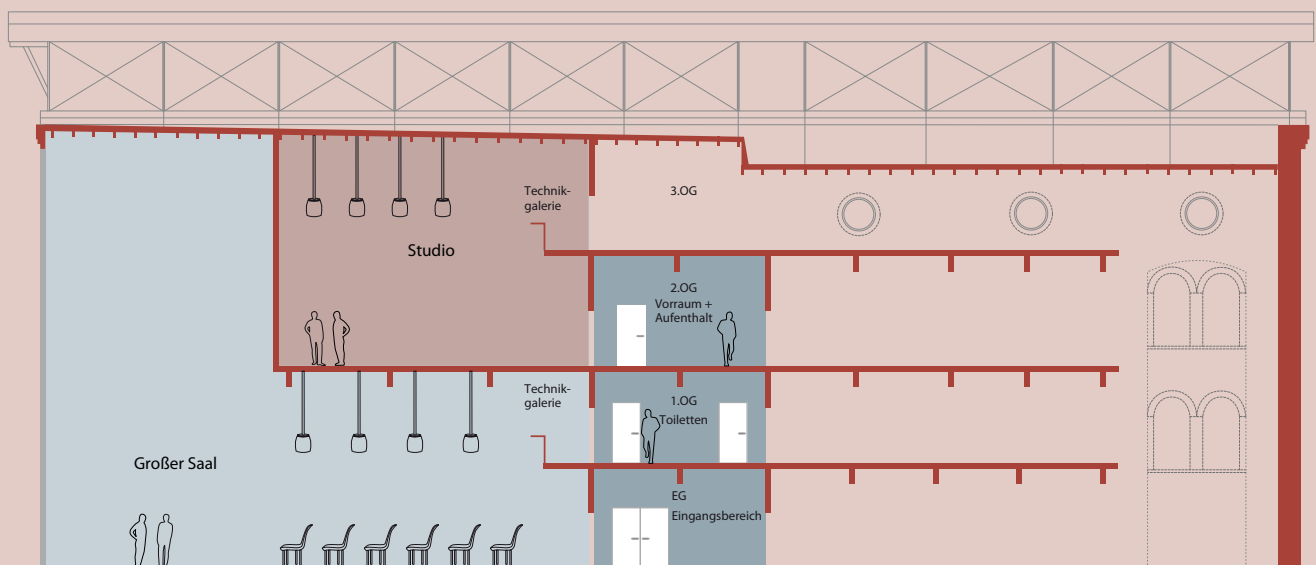 Technik-
galerie
3.OG
Studio
2.OG
Vorraum +
Aufenthalt
Technik-
galerie
1.OG
Toiletten
Großer Saal
EG
Eingangsbereich